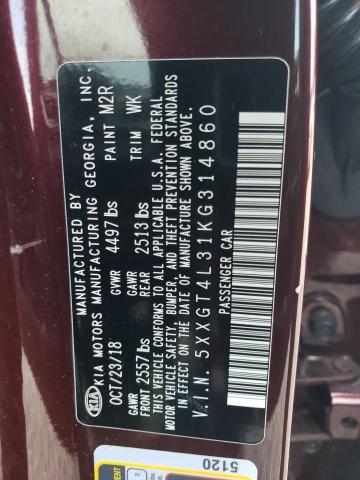 MANUFACTURED BY
KIA KIA MOTORS MANUFACTURING GEORGIA, INC.
OCT/23/18 PAINT M2R
GVWR 4497 lbs TRIM WK
GAWR FRONT 2557 lbs GAWR REAR 2513 lbs
THIS VEHICLE CONFORMS TO ALL APPLICABLE U.S.A. FEDERAL
MOTOR VEHICLE SAFETY, BUMPER, AND THEFT PREVENTION STANDARDS
IN EFFECT ON THE DATE OF MANUFACTURE SHOWN ABOVE.
V.I.N. 5XXGT4L31KG314860
PASSENGER CAR
5120